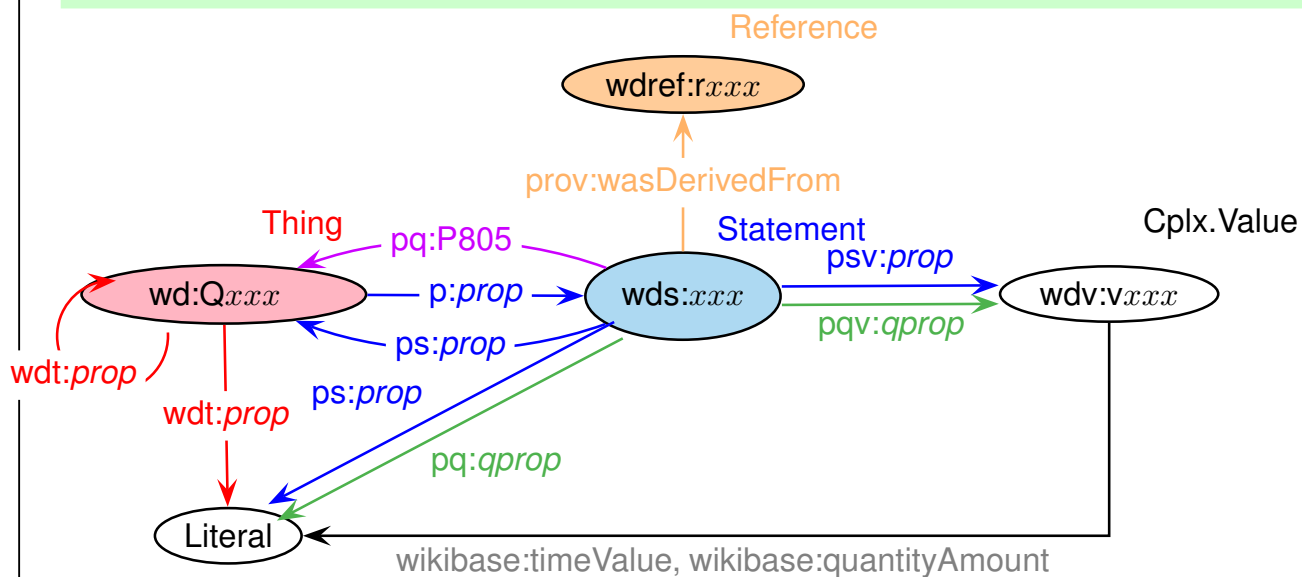 Reference
wdref:rxxx
prov:wasDerivedFrom
Thing
pq:P805
Statement
Cplx.Value
psv:prop
wd:Qxxx
p:prop
wds:xxx
wdv:vxxx
pqv:qprop
ps:prop
wdt:prop
ps:prop
wdt:prop
pq:qprop
Literal
wikibase:timeValue, wikibase:quantityAmount